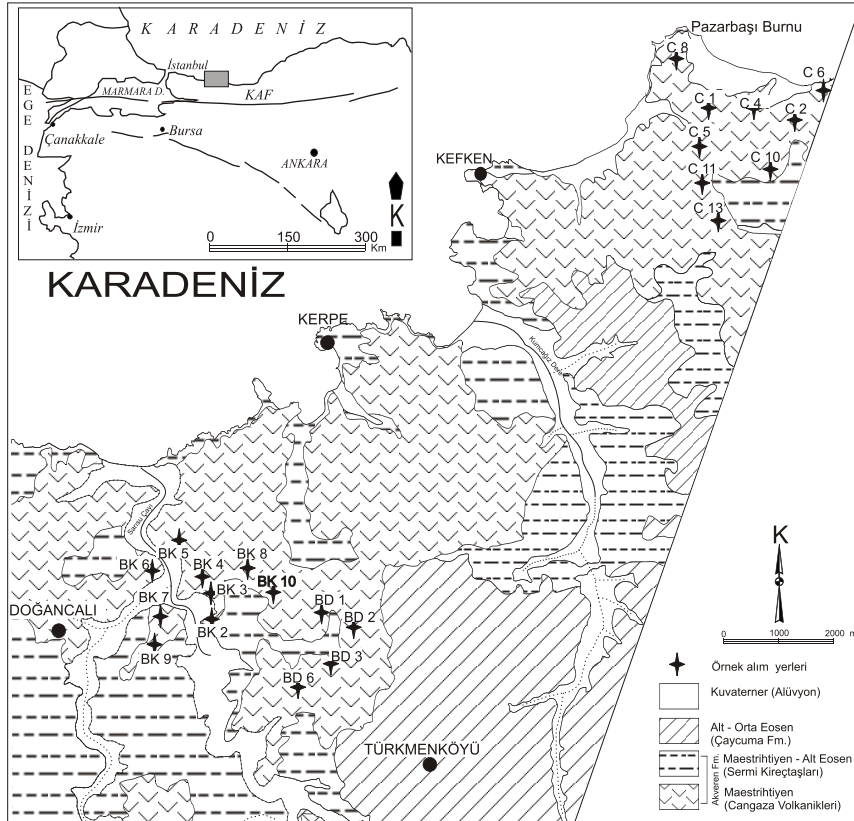 KARADENİZ
İstanbul
MARMARA D.
KAF
EGE DENİZİ
Çanakkale
Bursa
ANKARA
İzmir
K
0 150 300
Km
Pazarbaşı Burnu
C 8
C 6
C 1
C 4
C 2
C 5
KEFKEN
C 10
C 11
C 13
KARADENİZ
KERPE
Kumcağız Dere
Sarısu Çayı
BK 5
BK 6
BK 4
BK 8
BK 3
BK 10
BK 7
BD 1
DOĞANCALI
BK 2
BD 2
BK 9
BD 3
BD 6
TÜRKMENKÖYÜ
K
0 1000 2000 m
Örnek alım yerleri
Kuvaterner (Alüvyon)
Alt - Orta Eosen
(Çaycuma Fm.)
Akveren Fm.
Maestrihtiyen - Alt Eosen
(Sermi Kireçtaşları)
Maestrihtiyen
(Cangaza Volkanikleri)